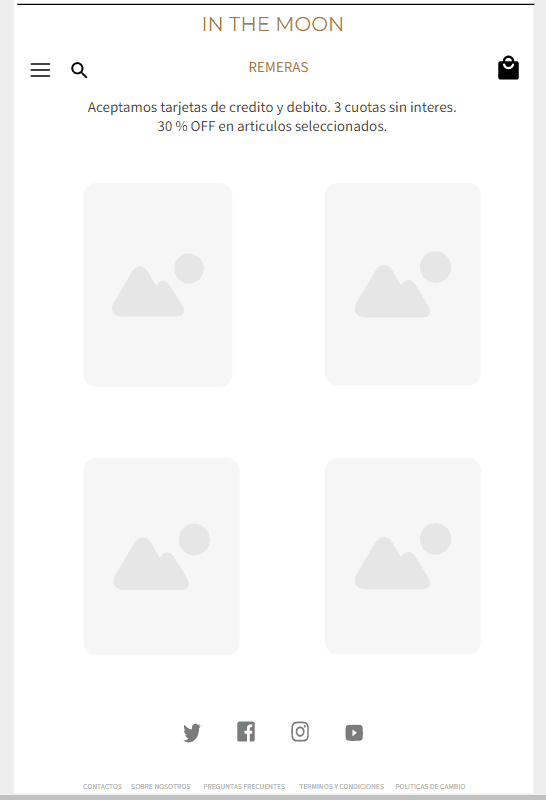 IN THE MOON
REMERAS
Aceptamos tarjetas de credito y debito. 3 cuotas sin interes.
30 % OFF en articulos seleccionados.
CONTACTOS SOBRE NOSOTROS PREGUNTAS FRECUENTES TERMINOS Y CONDICIONES POLITICAS DE CAMBIO